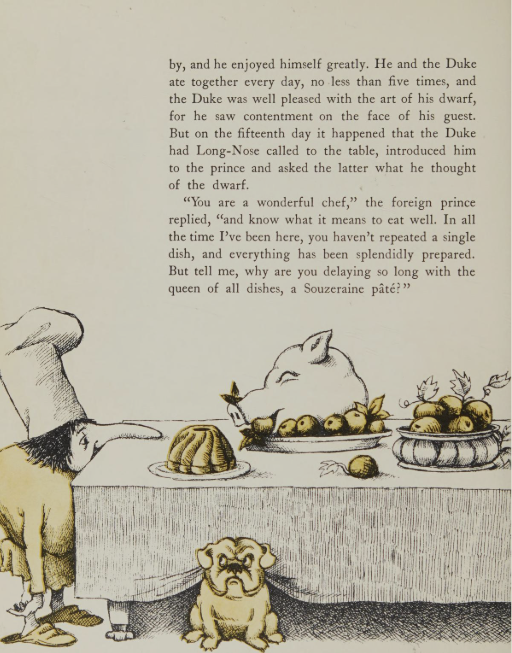 by, and he enjoyed himself greatly. He and the Duke
ate together every day, no less than five times, and
the Duke was well pleased with the art of his dwarf,
for he saw contentment on the face of his guest.
But on the fifteenth day it happened that the Duke
had Long-Nose called to the table, introduced him
to the prince and asked the latter what he thought
of the dwarf.
“You are a wonderful chef,” the foreign prince
replied, “and know what it means to eat well. In all
the time I’ve been here, you haven’t repeated a single
dish, and everything has been splendidly prepared.
But tell me, why are you delaying so long with the
queen of all dishes, a Souzeraine pâté?”